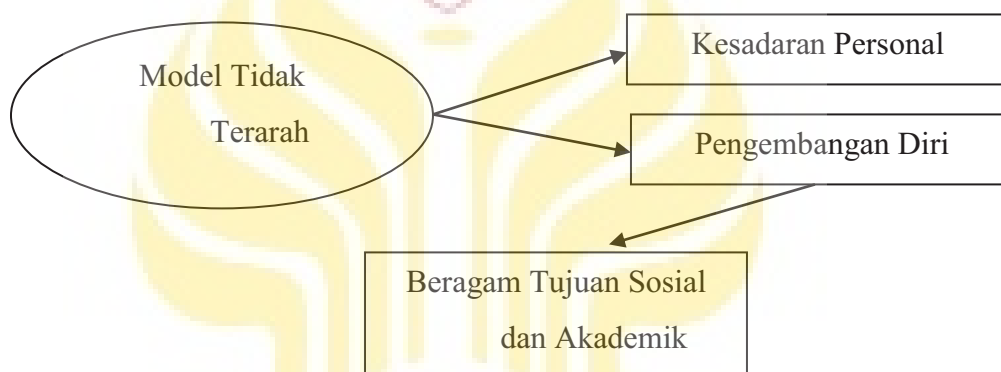 Model Tidak
Terarah
Kesadaran Personal
Pengembangan Diri
Beragam Tujuan Sosial
dan Akademik